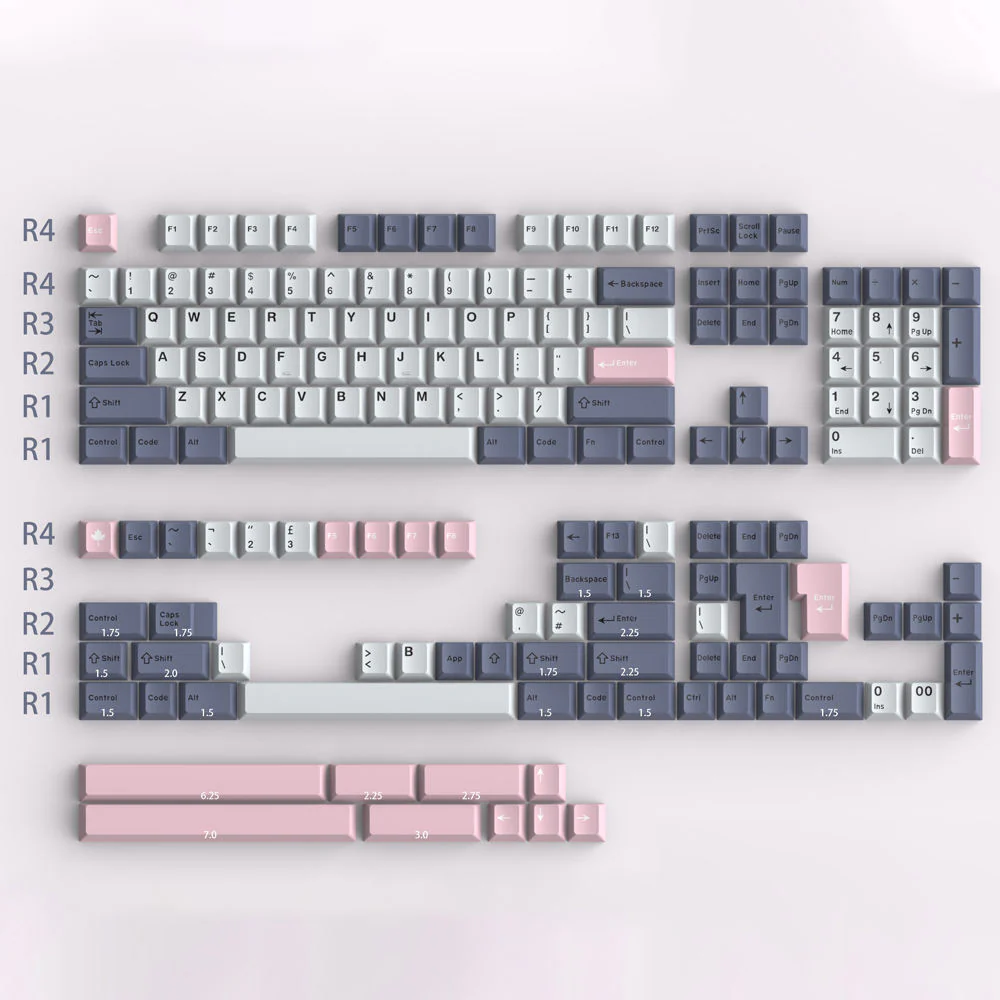 R4 Esc F1 F2 F3 F4 F5 F6 F7 F8 F9 F10 F11 F12 PrtSc Scroll Lock Pause
R4 ~ ` ! 1 @ 2 # 3 $ 4 % 5 ^ 6 & 7 * 8 ( 9 ) 0 _ - + = ← Backspace Insert Home PgUp Num ÷ × −
R3 Tab Q W E R T Y U I O P { [ } ] | \ Delete End PgDn 7 Home 8 ↑ 9 Pg Up +
R2 Caps Lock A S D F G H J K L : ; " ' Enter 4 ← 5 6 →
R1 Shift Z X C V B N M < , > . ? / Shift ↑ 1 End 2 ↓ 3 Pg Dn Enter
R1 Control Code Alt Alt Code Fn Control ← ↓ → 0 Ins . Del
R4 Esc ~ ` ¬ ` " 2 £ 3 F5 F6 F7 F8 ← F13 | \ Delete End PgDn
R3 Backspace 1.5 | \ 1.5 PgUp Enter Enter −
R2 Control 1.75 Caps Lock 1.75 @ ' ~ # Enter 2.25 | \ PgDn PgUp +
R1 Shift 1.5 Shift 2.0 | \ > < B App Shift 1.75 Shift 2.25 Delete End PgDn Enter
R1 Control 1.5 Code Alt 1.5 Alt 1.5 Code Control 1.5 Ctrl Alt Fn Control 1.75 0 Ins 00
6.25 2.25 2.75 ↑
7.0 3.0 ← ↓ →